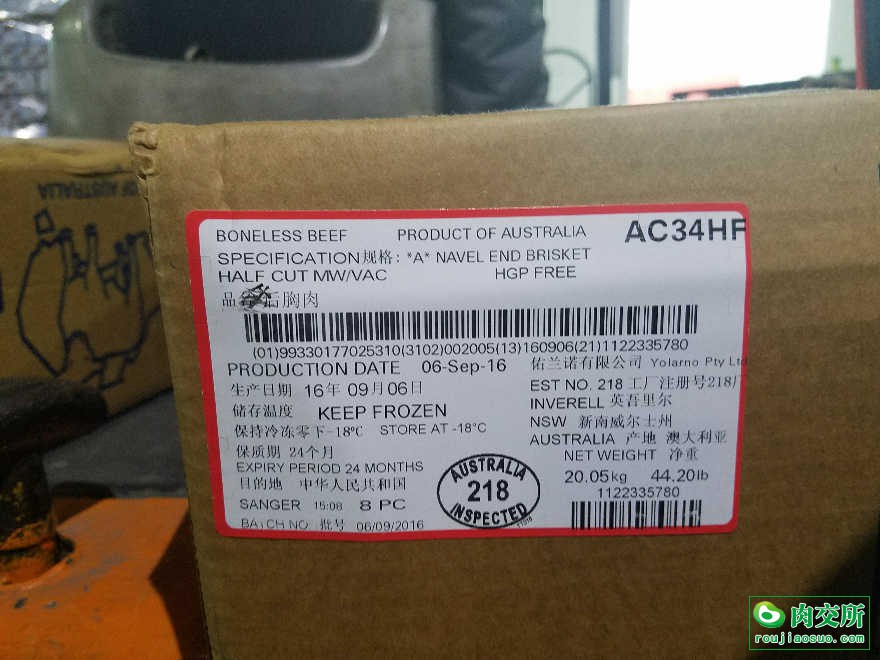 OF AUSTRALIA
BONELESS BEEF PRODUCT OF AUSTRALIA AC34HF
SPECIFICATION规格: *A* NAVEL END BRISKET
HALF CUT MW/VAC HGP FREE
品 后胸肉
(01)99330177025310(3102)002005(13)160906(21)1122335780
PRODUCTION DATE 06-Sep-16
生产日期 16年 09月06日
储存温度 KEEP FROZEN
保持冷冻零下-18°C STORE AT -18°C
保质期 24个月
EXPIRY PERIOD 24 MONTHS
目的地 中华人民共和国
SANGER 15:08 8 PC
BATCH NO. 批号 06/09/2016
佑兰诺有限公司 Yolarno Pty Ltd
EST NO. 218 工厂注册号218厂
INVERELL 英吾里尔
NSW 新南威尔士州
AUSTRALIA 产地 澳大利亚
NET WEIGHT 净重
20.05kg 44.20lb
1122335780
AUSTRALIA
218
INSPECTED
肉交所
roujiaosuo.com